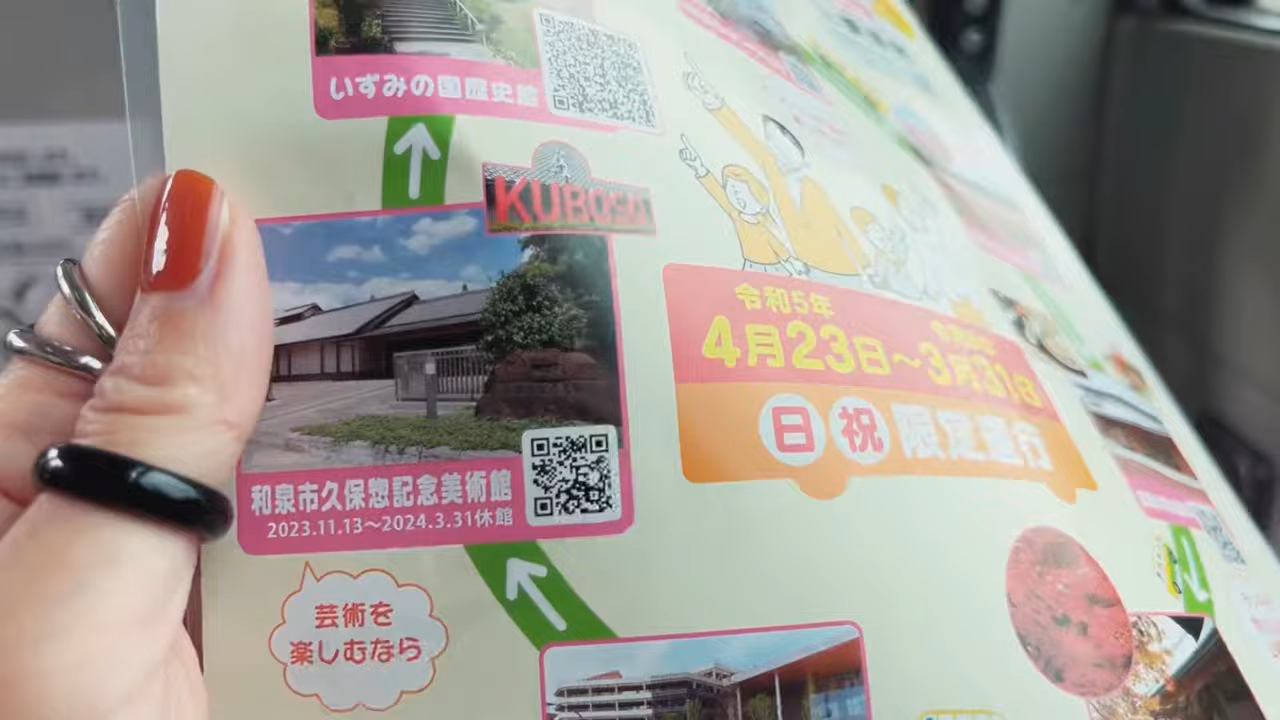 いずみの国歴史館
KUBOSO
令和5年
4月23日～3月31日
日 祝 限定運行
和泉市久保惣記念美術館
2023.11.13～2024.3.31休館
芸術を
楽しむなら